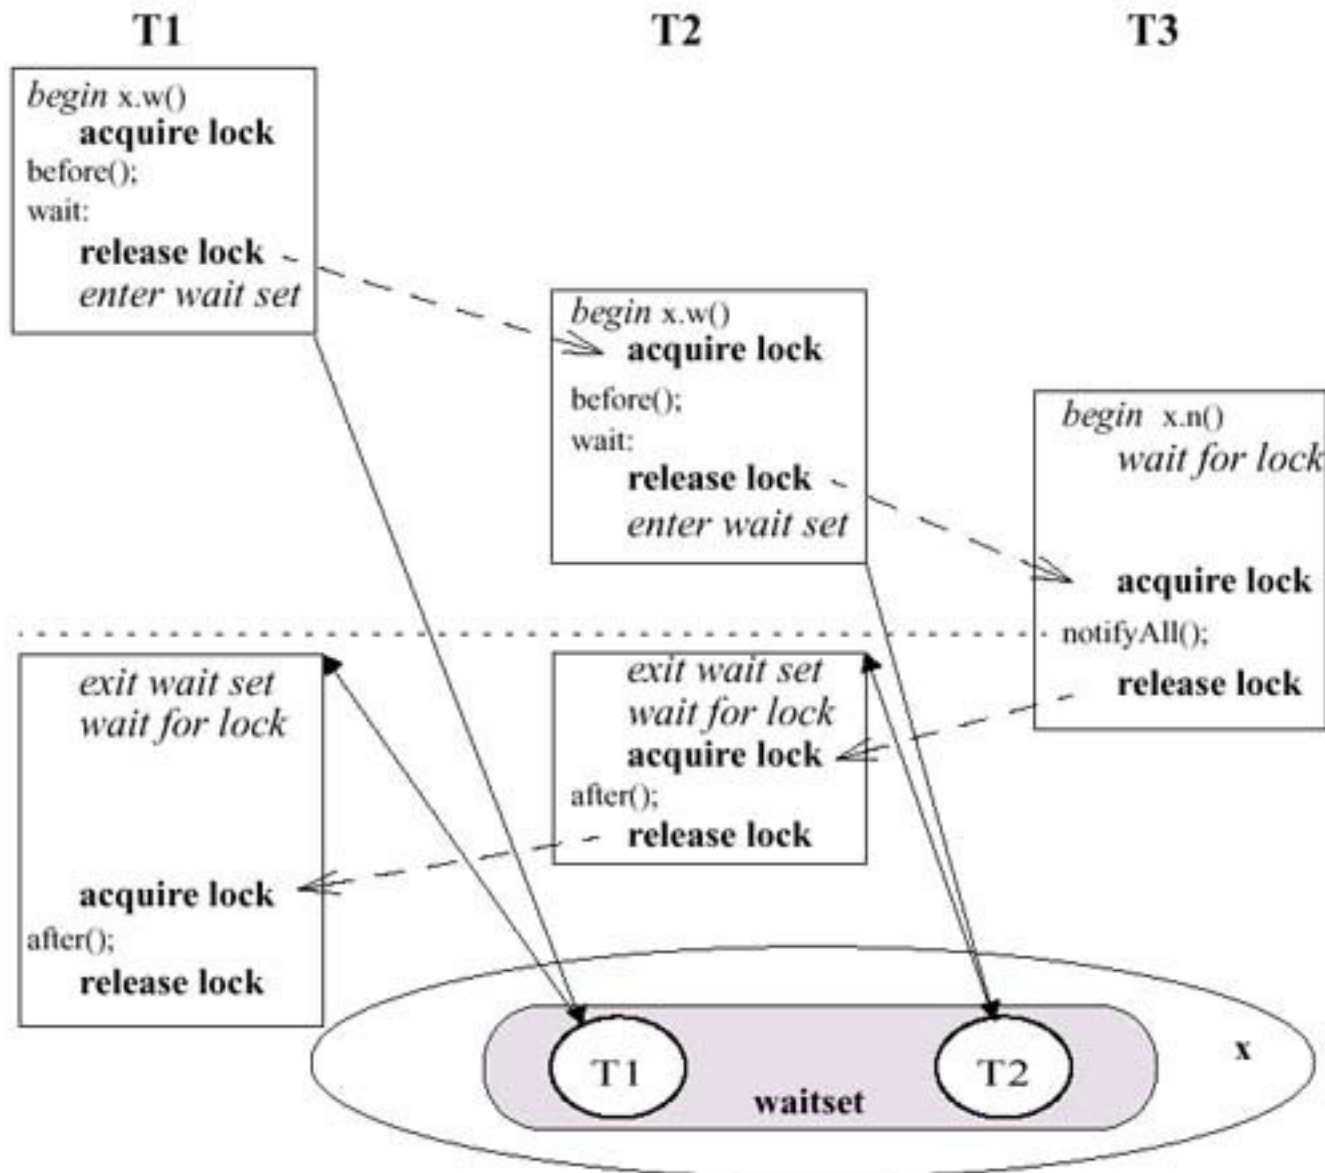 T1
T2
T3
begin x.w()
acquire lock
before();
wait:
release lock
enter wait set
begin x.w()
acquire lock
before();
wait:
release lock
enter wait set
begin x.n()
wait for lock
acquire lock
notifyAll();
release lock
exit wait set
wait for lock
acquire lock
after();
release lock
exit wait set
wait for lock
acquire lock
after();
release lock
T1
T2
waitset
x